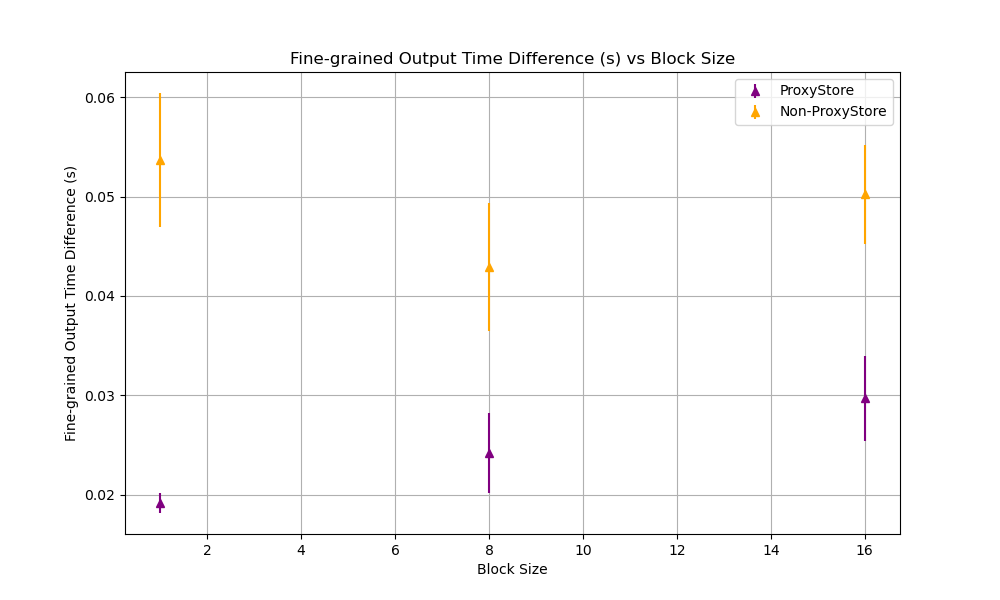 Fine-grained Output Time Difference (s) vs Block Size
ProxyStore
Non-ProxyStore
Fine-grained Output Time Difference (s)
0.06
0.05
0.04
0.03
0.02
2 4 6 8 10 12 14 16
Block Size